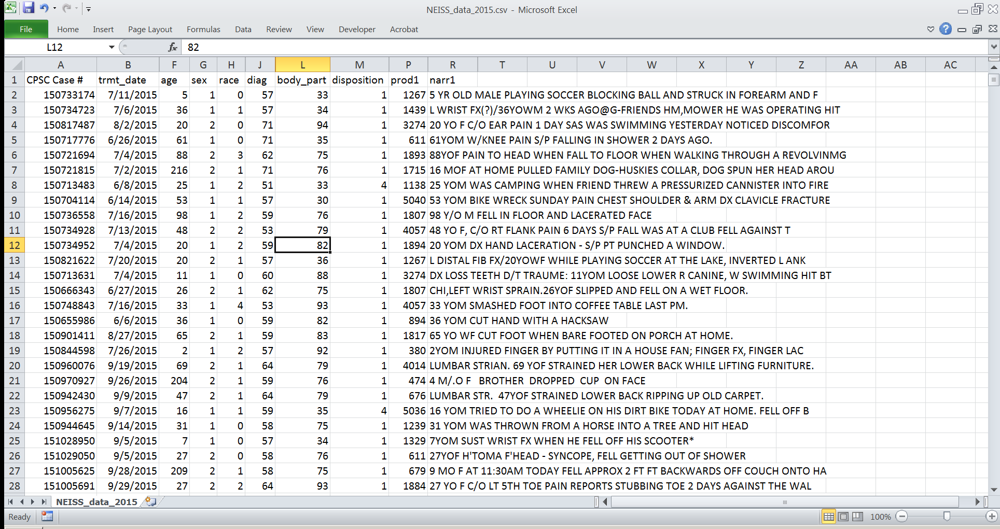 NEISS_data_2015.csv - Microsoft Excel
File Home Insert Page Layout Formulas Data Review View Developer Acrobat
L12 fx 82
A B F G H J L M P R T U V W X Y Z AA AB AC
1 CPSC Case # trmt_date age sex race diag body_part disposition prod1 narr1
2 150733174 7/11/2015 5 1 0 57 33 1 1267 5 YR OLD MALE PLAYING SOCCER BLOCKING BALL AND STRUCK IN FOREARM AND F
3 150734723 7/6/2015 36 1 1 57 34 1 1439 L WRIST FX(?)/36YOWM 2 WKS AGO@G-FRIENDS HM,MOWER HE WAS OPERATING HIT
4 150817487 8/2/2015 20 2 0 71 94 1 3274 20 YO F C/O EAR PAIN 1 DAY SAS WAS SWIMMING YESTERDAY NOTICED DISCOMFOR
5 150717776 6/26/2015 61 1 0 71 35 1 611 61YOM W/KNEE PAIN S/P FALLING IN SHOWER 2 DAYS AGO.
6 150721694 7/4/2015 88 2 3 62 75 1 1893 88YOF PAIN TO HEAD WHEN FALL TO FLOOR WHEN WALKING THROUGH A REVOLVINMG
7 150721815 7/2/2015 216 2 1 71 76 1 1715 16 MOF AT HOME PULLED FAMILY DOG-HUSKIES COLLAR, DOG SPUN HER HEAD AROU
8 150713483 6/8/2015 25 1 2 51 33 4 1138 25 YOM WAS CAMPING WHEN FRIEND THREW A PRESSURIZED CANNISTER INTO FIRE
9 150704114 6/14/2015 53 1 1 57 30 1 5040 53 YOM BIKE WRECK SUNDAY PAIN CHEST SHOULDER & ARM DX CLAVICLE FRACTURE
10 150736558 7/16/2015 98 1 2 59 76 1 1807 98 Y/O M FELL IN FLOOR AND LACERATED FACE
11 150734928 7/13/2015 48 2 2 53 79 1 4057 48 YO F, C/O RT FLANK PAIN 6 DAYS S/P FALL WAS AT A CLUB FELL AGAINST T
12 150734952 7/4/2015 20 1 2 59 82 1 1894 20 YOM DX HAND LACERATION - S/P PT PUNCHED A WINDOW.
13 150821622 7/20/2015 20 2 1 57 36 1 1267 L DISTAL FIB FX/20YOWF WHILE PLAYING SOCCER AT THE LAKE, INVERTED L ANK
14 150713631 7/4/2015 11 1 0 60 88 1 3274 DX LOSS TEETH D/T TRAUME: 11YOM LOOSE LOWER R CANINE, W SWIMMING HIT BT
15 150666343 6/27/2015 26 2 1 62 75 1 1807 CHI,LEFT WRIST SPRAIN.26YOF SLIPPED AND FELL ON A WET FLOOR.
16 150748843 7/16/2015 33 1 4 53 93 1 4057 33 YOM SMASHED FOOT INTO COFFEE TABLE LAST PM.
17 150655986 6/6/2015 36 1 0 59 82 1 894 36 YOM CUT HAND WITH A HACKSAW
18 150901411 8/27/2015 65 2 1 59 83 1 1817 65 YO WF CUT FOOT WHEN BARE FOOTED ON PORCH AT HOME.
19 150844598 7/26/2015 2 1 2 57 92 1 380 2YOM INJURED FINGER BY PUTTING IT IN A HOUSE FAN; FINGER FX, FINGER LAC
20 150960076 9/19/2015 69 2 1 64 79 1 4014 LUMBAR STRIAN. 69 YOF STRAINED HER LOWER BACK WHILE LIFTING FURNITURE.
21 150970927 9/26/2015 204 2 1 59 76 1 474 4 M/.O F BROTHER DROPPED CUP ON FACE
22 150942430 9/9/2015 47 2 1 64 79 1 676 LUMBAR STR. 47YOF STRAINED LOWER BACK RIPPING UP OLD CARPET.
23 150956275 9/7/2015 16 1 1 59 35 4 5036 16 YOM TRIED TO DO A WHEELIE ON HIS DIRT BIKE TODAY AT HOME. FELL OFF B
24 150944645 9/14/2015 31 1 0 58 75 1 1239 31 YOM WAS THROWN FROM A HORSE INTO A TREE AND HIT HEAD
25 151028950 9/5/2015 7 1 0 57 34 1 1329 7YOM SUST WRIST FX WHEN HE FELL OFF HIS SCOOTER*
26 151029050 9/5/2015 27 2 0 58 76 1 611 27YOF H'TOMA F'HEAD - SYNCOPE, FELL GETTING OUT OF SHOWER
27 151005625 9/28/2015 209 2 1 58 75 1 679 9 MO F AT 11:30AM TODAY FELL APPROX 2 FT FT BACKWARDS OFF COUCH ONTO HA
28 151005691 9/29/2015 27 2 2 64 93 1 1884 27 YO F C/O LT 5TH TOE PAIN REPORTS STUBBING TOE 2 DAYS AGAINST THE WAL
NEISS_data_2015
Ready 100%